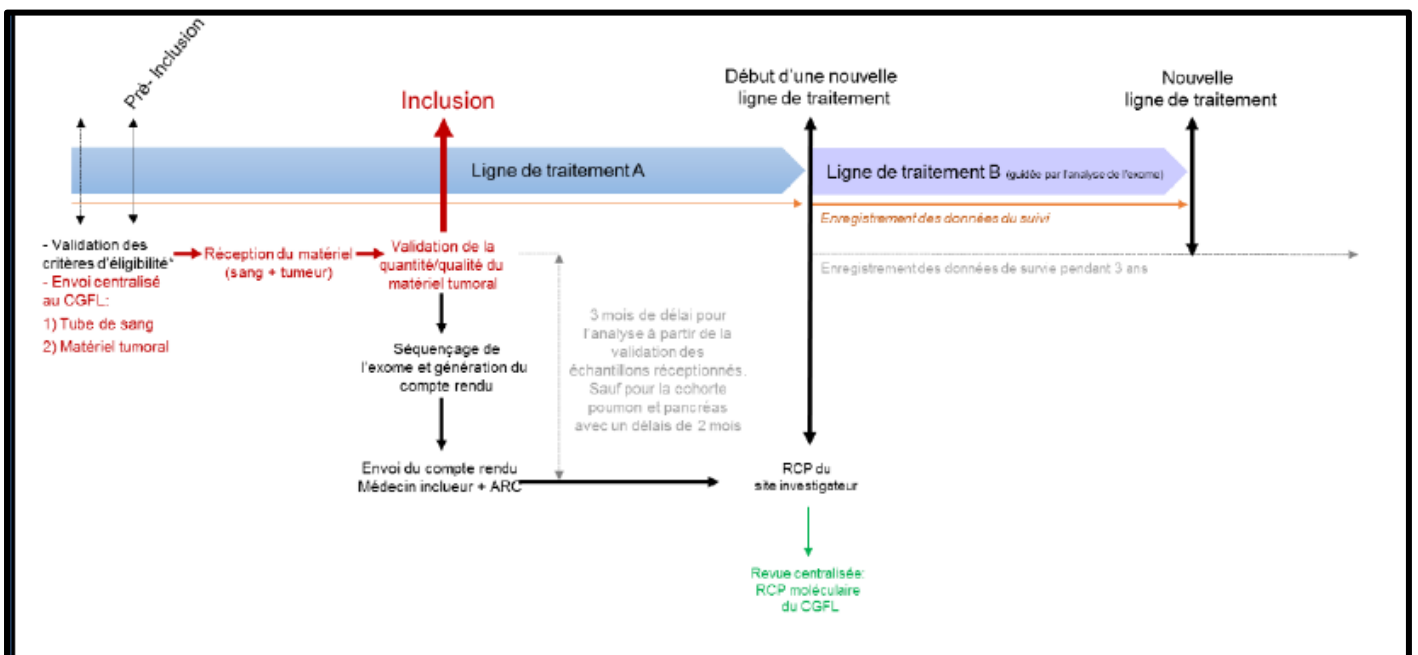 Pré- Inclusion
Inclusion
Début d'une nouvelle
ligne de traitement
Nouvelle
ligne de traitement
Ligne de traitement A
Ligne de traitement B (guidée par l'analyse de l'exome)
Enregistrement des données du suivi
Enregistrement des données de survie pendant 3 ans
- Validation des
critères d'éligibilité*
- Envoi centralisé
au CGFL:
1) Tube de sang
2) Matériel tumoral
Réception du matériel
(sang + tumeur)
Validation de la
quantité/qualité du
matériel tumoral
Séquençage de
l'exome et génération du
compte rendu
Envoi du compte rendu
Médecin inclueur + ARC
3 mois de délai pour
l'analyse à partir de la
validation des
échantillons réceptionnés.
Sauf pour la cohorte
poumon et pancréas
avec un délais de 2 mois
RCP du
site investigateur
Revue centralisée:
RCP moléculaire
du CGFL